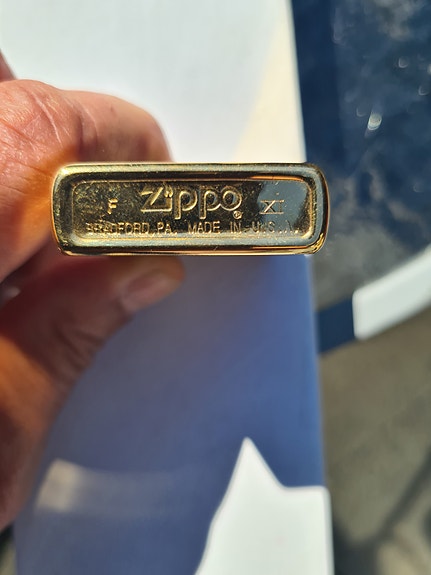 F Zippo ® XI
BRADFORD, PA. MADE IN U.S.A.